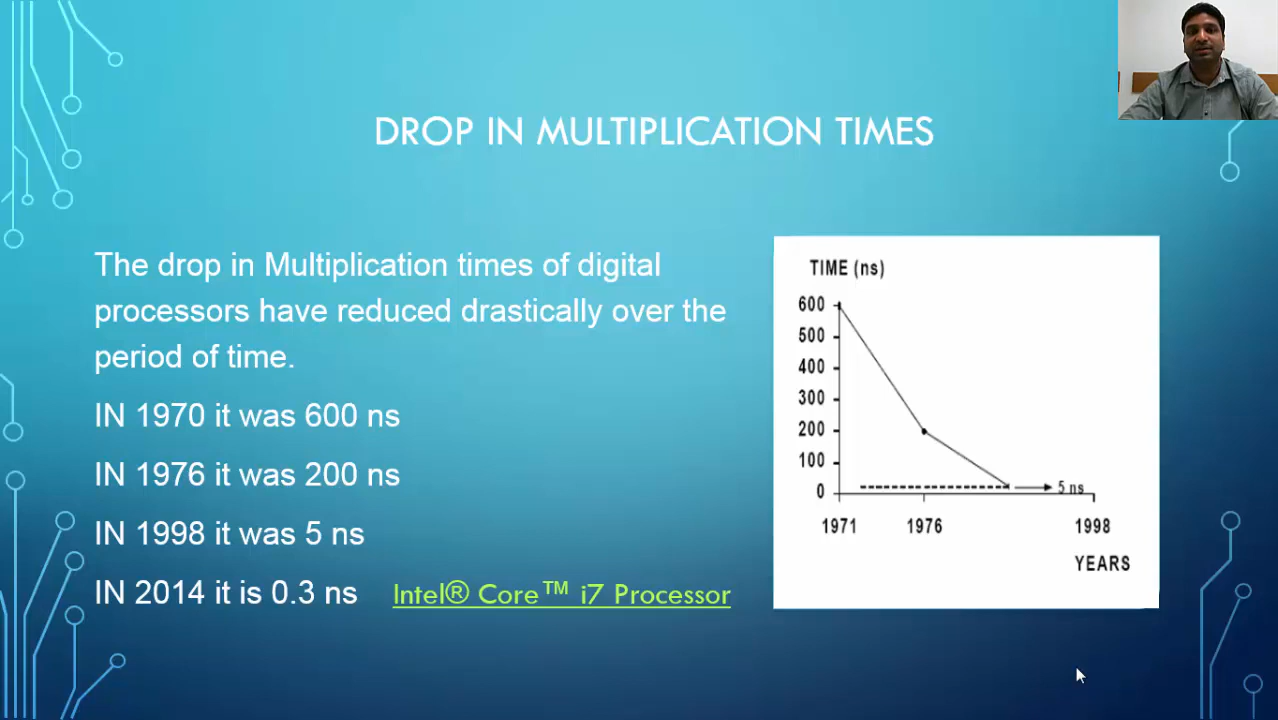 DROP IN MULTIPLICATION TIMES
The drop in Multiplication times of digital
processors have reduced drastically over the
period of time.
IN 1970 it was 600 ns
IN 1976 it was 200 ns
IN 1998 it was 5 ns
IN 2014 it is 0.3 ns Intel® Core™ i7 Processor
TIME (ns)
600
500
400
300
200
100
0
5 ns
1971 1976 1998
YEARS